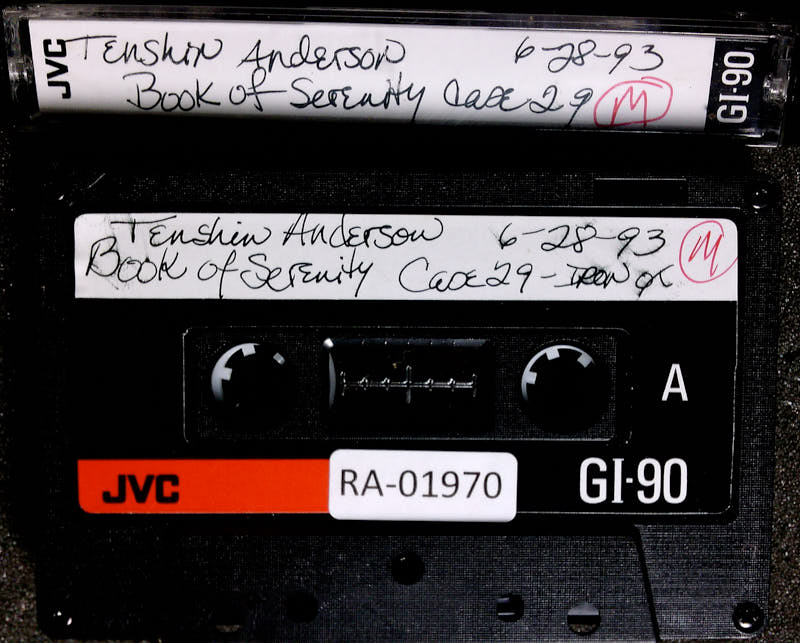 JVC
Tenshin Anderson 6-28-93
Book of Serenity Case 29 M
GI-90
Tenshin Anderson 6-28-93 M
Book of Serenity Case 29 - Iron ox
A
JVC RA-01970 GI-90